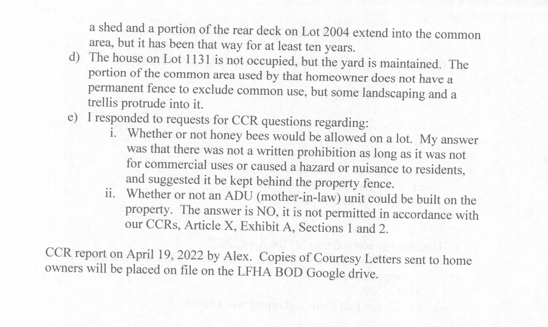 a shed and a portion of the rear deck on Lot 2004 extend into the common
area, but it has been that way for at least ten years.
d) The house on Lot 1131 is not occupied, but the yard is maintained. The
portion of the common area used by that homeowner does not have a
permanent fence to exclude common use, but some landscaping and a
trellis protrude into it.
e) I responded to requests for CCR questions regarding:
i. Whether or not honey bees would be allowed on a lot. My answer
was that there was not a written prohibition as long as it was not
for commercial uses or caused a hazard or nuisance to residents,
and suggested it be kept behind the property fence.
ii. Whether or not an ADU (mother-in-law) unit could be built on the
property. The answer is NO, it is not permitted in accordance with
our CCRs, Article X, Exhibit A, Sections 1 and 2.
CCR report on April 19, 2022 by Alex. Copies of Courtesy Letters sent to home
owners will be placed on file on the LFHA BOD Google drive.